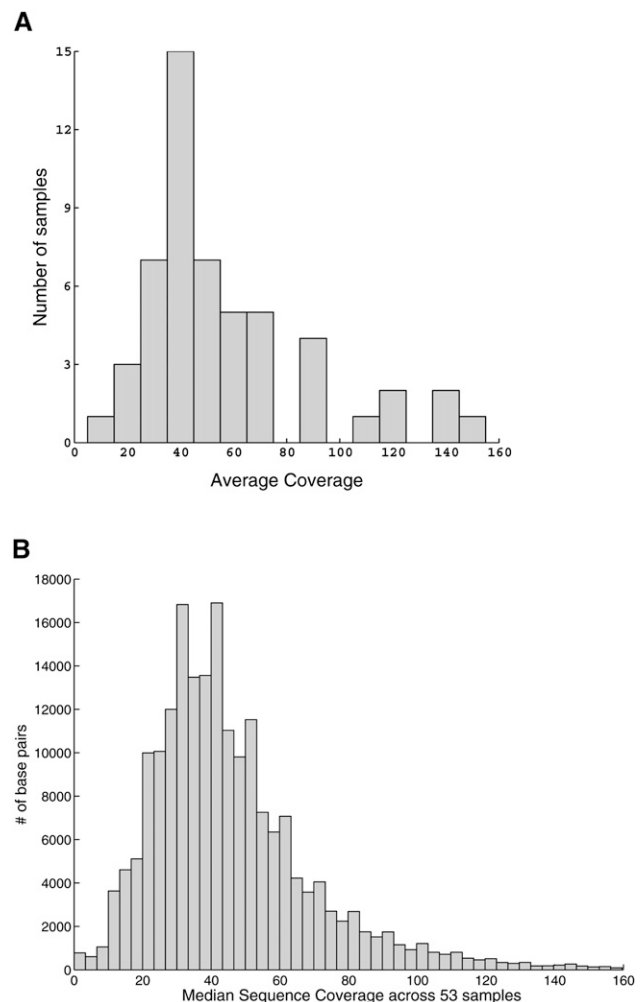 A
15
12
9
6
3
0
Number of samples
0 20 40 60 80 100 120 140 160
Average Coverage
B
18000
16000
14000
12000
10000
8000
6000
4000
2000
0
# of base pairs
0 20 40 60 80 100 120 140 160
Median Sequence Coverage across 53 samples